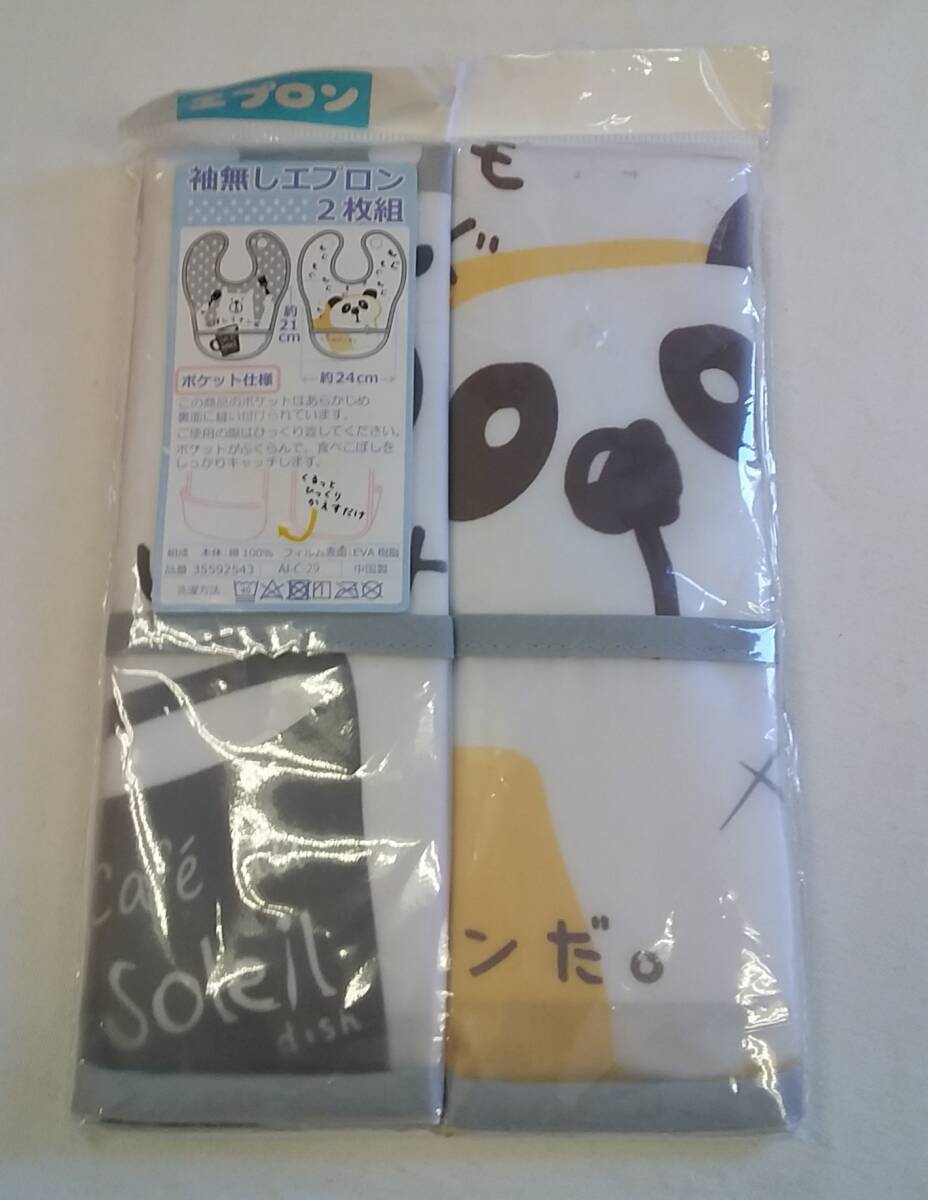 エプロン
袖無しエプロン
2枚組
約
21
cm
約24cm
ポケット仕様
この商品のポケットはあらかじめ
裏面に縫い付けられています。
ご使用の際はひっくり返してください。
ポケットがふくらんで、食べこぼしを
しっかりキャッチします。
くるっと
ひっくり
かえすだけ
組成 本体:綿100% フィルム表面:EVA樹脂
品番 35592543 AI-C-29 中国製
洗濯方法
も
Café
Soleil
dish
ンだ。